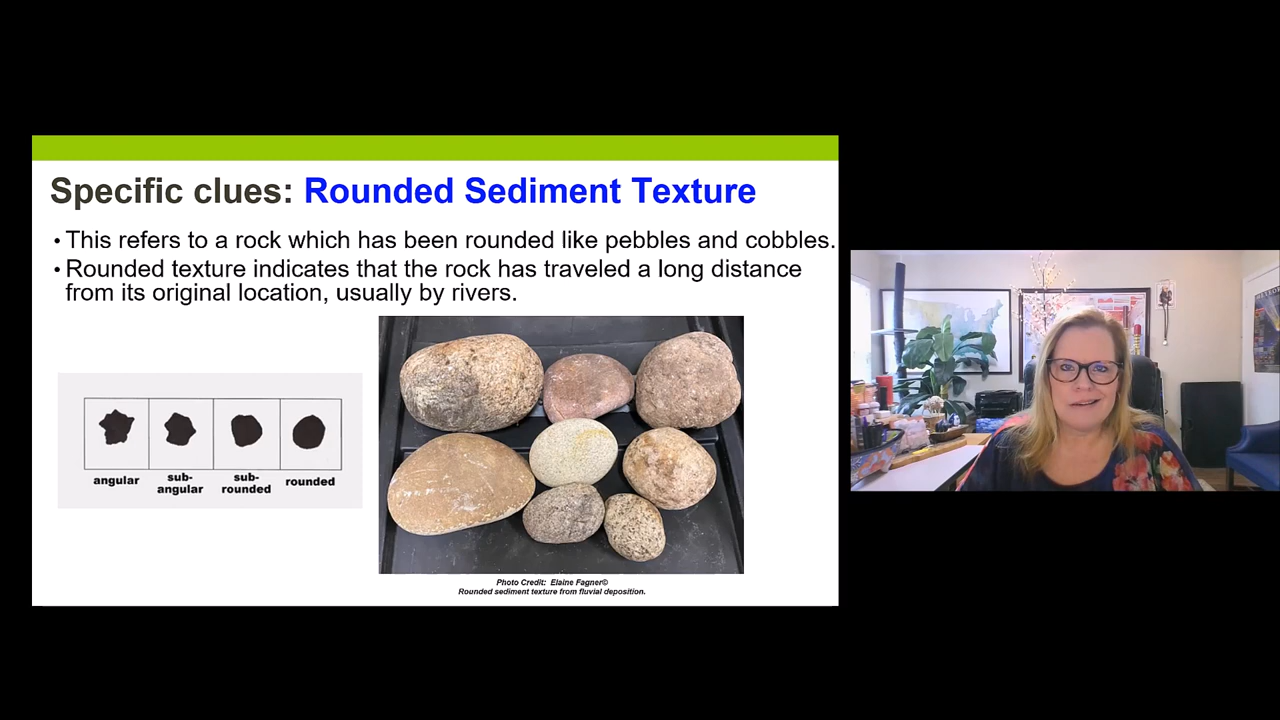 Specific clues: Rounded Sediment Texture
• This refers to a rock which has been rounded like pebbles and cobbles.
• Rounded texture indicates that the rock has traveled a long distance
from its original location, usually by rivers.
angular
sub-
angular
sub-
rounded
rounded
Photo Credit: Elaine Fagner©
Rounded sediment texture from fluvial deposition.